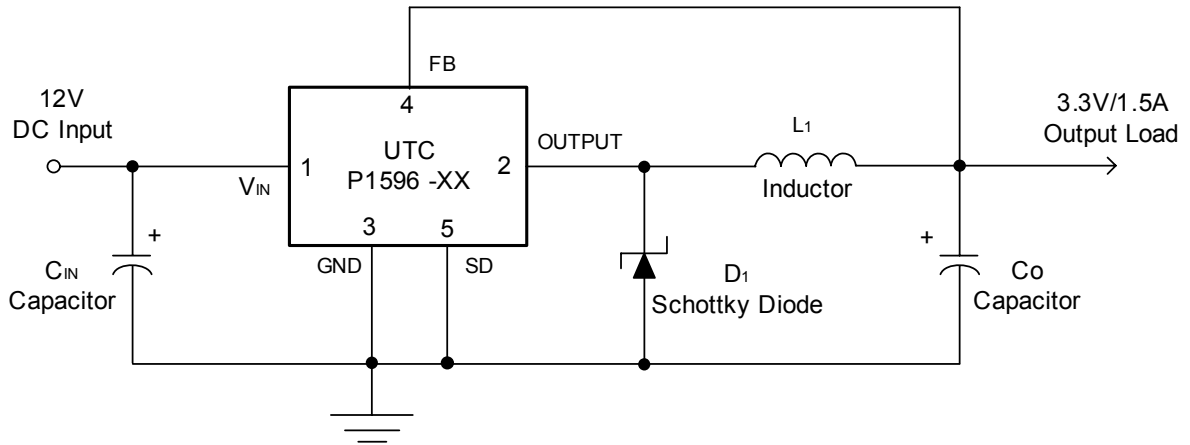 FB
12V
DC Input
4
3.3V/1.5A
Output Load
L1
OUTPUT
UTC
P1596 -XX
1
2
VIN
Inductor
3
5
+
+
GND
SD
CIN
Capacitor
D1
Schottky Diode
Co
Capacitor